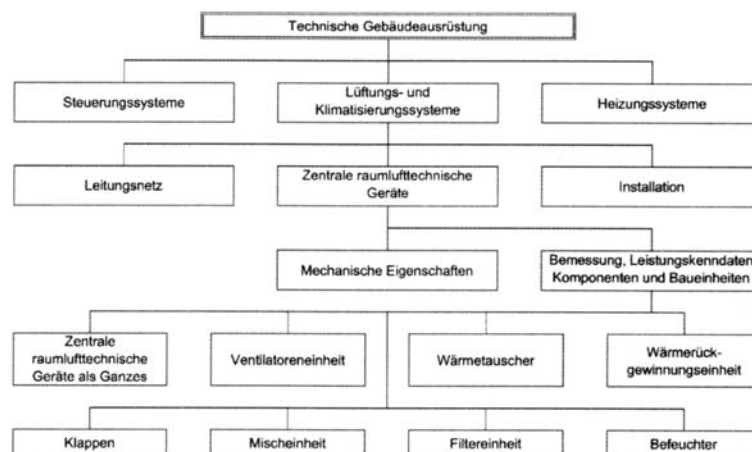 Technische Gebäudeausrüstung
Steuerungssysteme
Lüftungs- und
Klimatisierungssysteme
Heizungssysteme
Leitungsnetz
Zentrale raumlufttechnische
Geräte
Installation
Mechanische Eigenschaften
Bemessung, Leistungskenndaten
Komponenten und Baueinheiten
Zentrale
raumlufttechnische
Geräte als Ganzes
Ventilatoreneinheit
Wärmetauscher
Wärmerück-
gewinnungseinheit
Klappen
Mischeinheit
Filtereinheit
Befeuchter